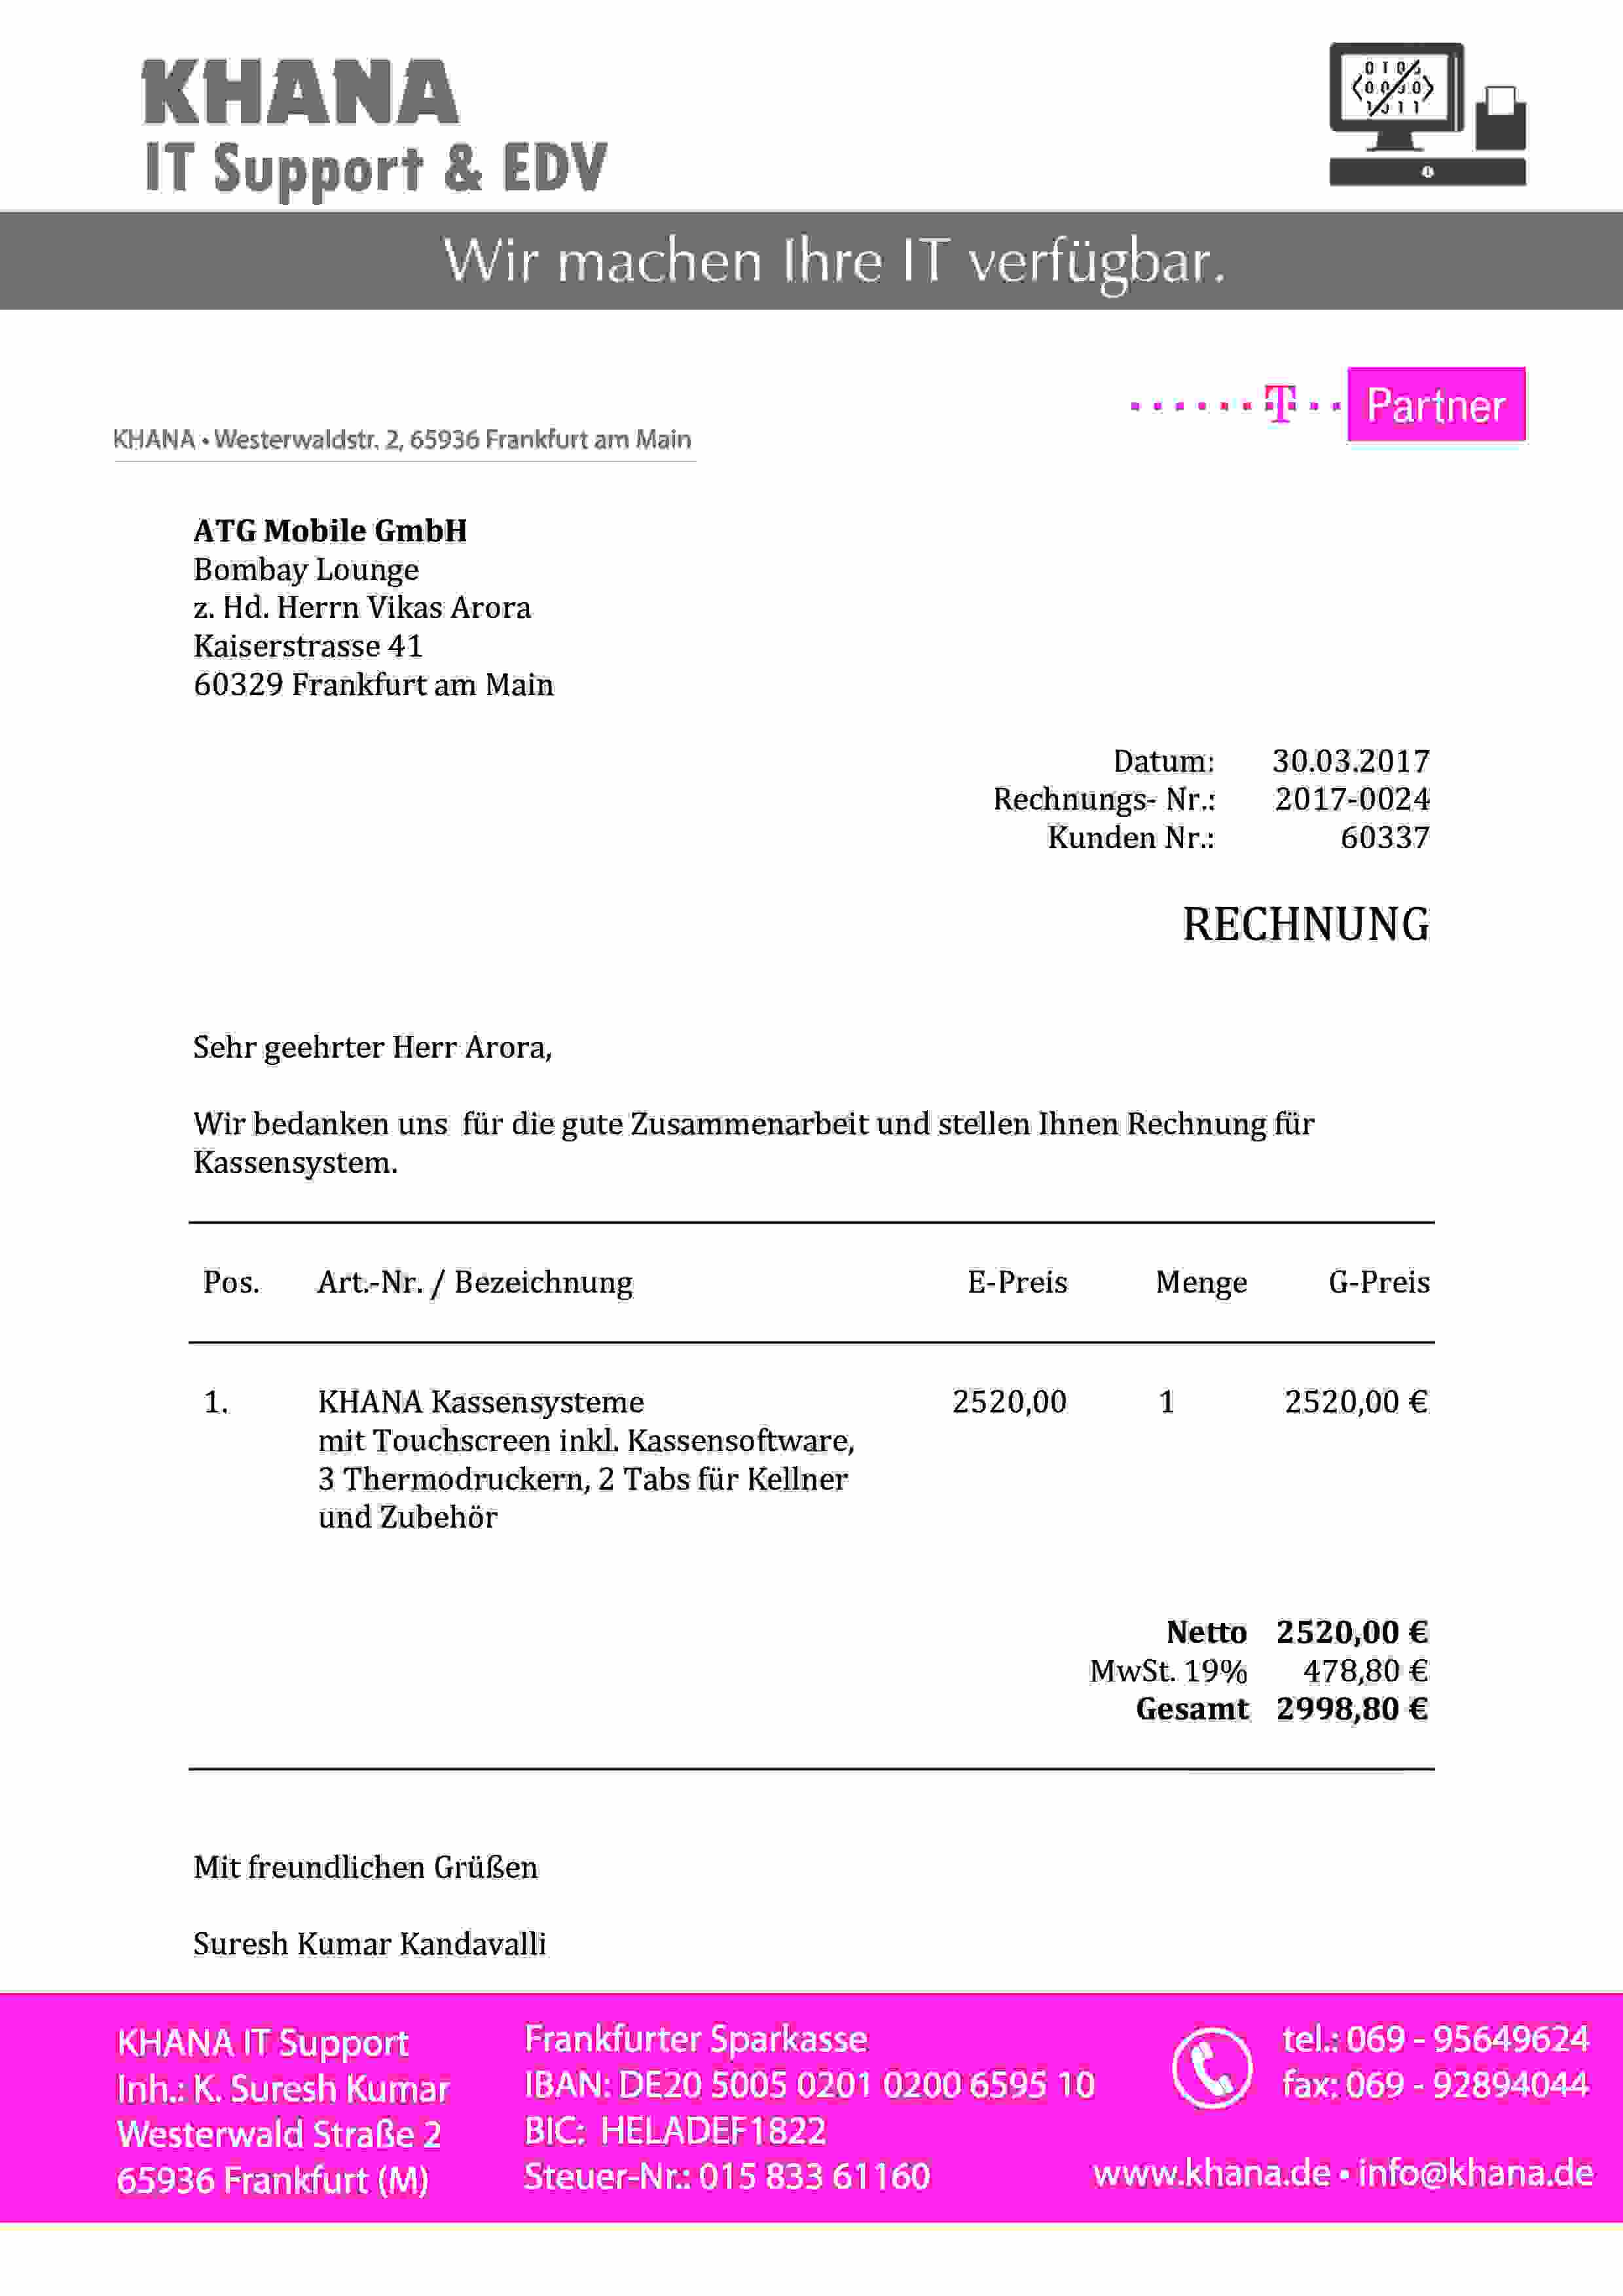 KHANA
IT Support & EDV
Wir machen Ihre IT verfügbar.
T Partner
KHANA • Westerwaldstr. 2, 65936 Frankfurt am Main
ATG Mobile GmbH
Bombay Lounge
z. Hd. Herrn Vikas Arora
Kaiserstrasse 41
60329 Frankfurt am Main
Datum: 30.03.2017
Rechnungs- Nr.: 2017-0024
Kunden Nr.: 60337
RECHNUNG
Sehr geehrter Herr Arora,
Wir bedanken uns für die gute Zusammenarbeit und stellen Ihnen Rechnung für
Kassensystem.
Pos. Art.-Nr. / Bezeichnung E-Preis Menge G-Preis
1. KHANA Kassensysteme 2520,00 1 2520,00 €
mit Touchscreen inkl. Kassensoftware,
3 Thermodruckern, 2 Tabs für Kellner
und Zubehör
Netto 2520,00 €
MwSt. 19% 478,80 €
Gesamt 2998,80 €
Mit freundlichen Grüßen
Suresh Kumar Kandavalli
KHANA IT Support
Inh.: K. Suresh Kumar
Westerwald Straße 2
65936 Frankfurt (M)
Frankfurter Sparkasse
IBAN: DE20 5005 0201 0200 6595 10
BIC: HELADEF1822
Steuer-Nr.: 015 833 61160
tel.: 069 - 95649624
fax: 069 - 92894044
www.khana.de • info@khana.de